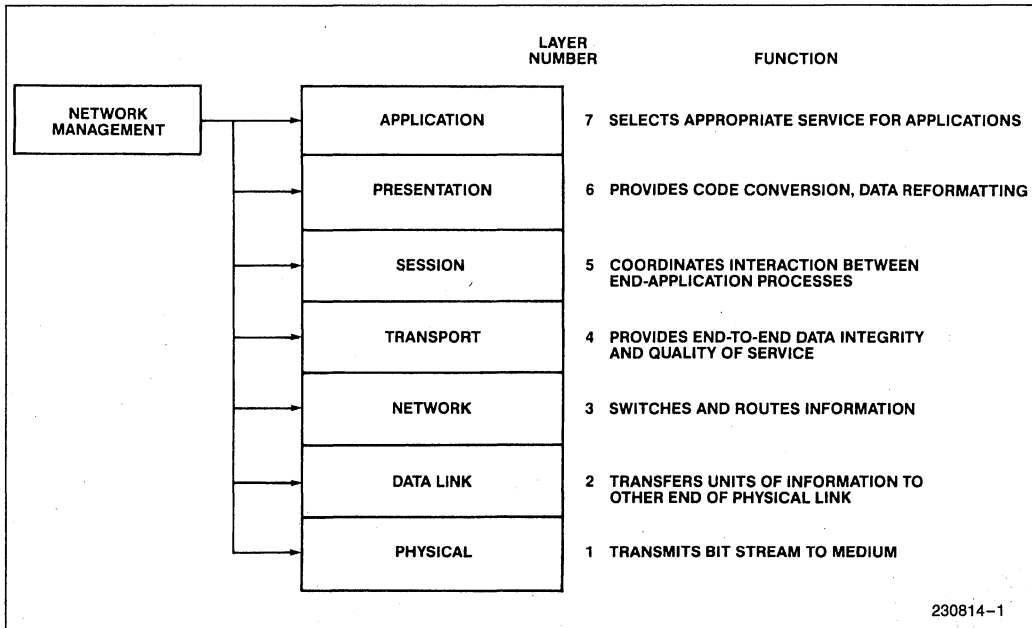 LAYER
NUMBER
FUNCTION
NETWORK
MANAGEMENT
APPLICATION
7 SELECTS APPROPRIATE SERVICE FOR APPLICATIONS
PRESENTATION
6 PROVIDES CODE CONVERSION, DATA REFORMATTING
SESSION
5 COORDINATES INTERACTION BETWEEN
END-APPLICATION PROCESSES
TRANSPORT
4 PROVIDES END-TO-END DATA INTEGRITY
AND QUALITY OF SERVICE
NETWORK
3 SWITCHES AND ROUTES INFORMATION
DATA LINK
2 TRANSFERS UNITS OF INFORMATION TO
OTHER END OF PHYSICAL LINK
PHYSICAL
1 TRANSMITS BIT STREAM TO MEDIUM
230814–1